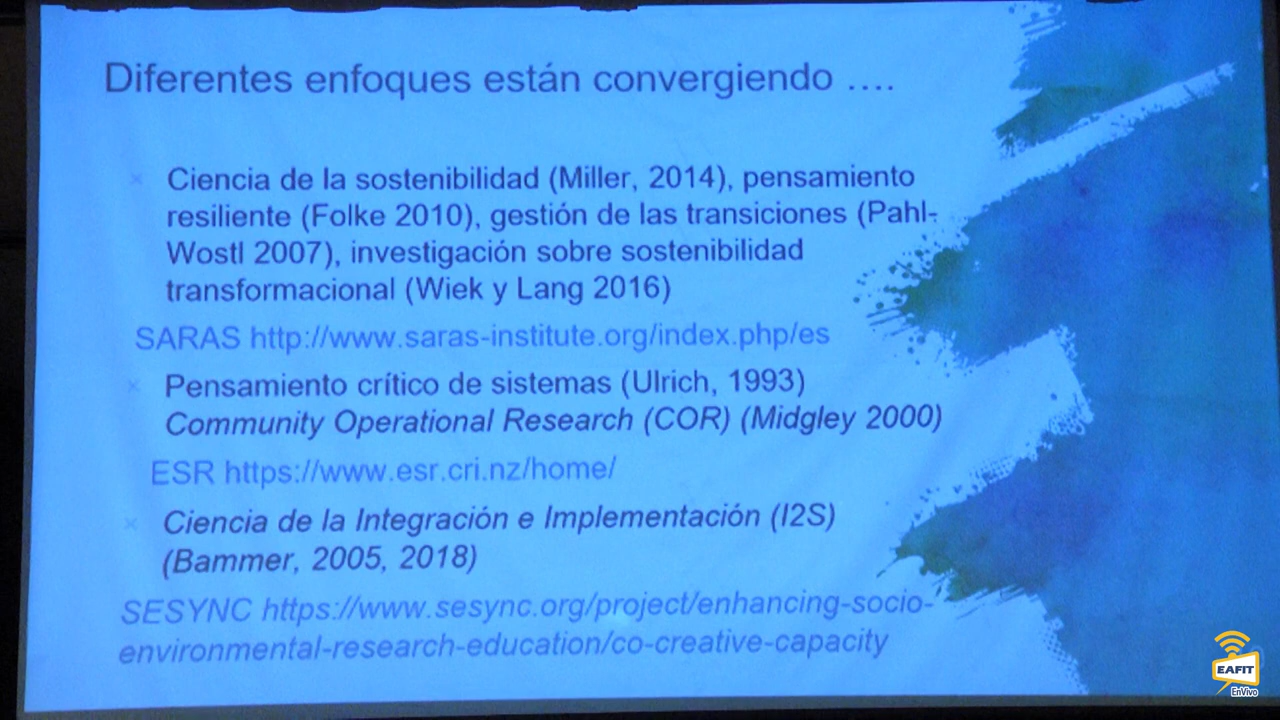 Diferentes enfoques están convergiendo ....
Ciencia de la sostenibilidad (Miller, 2014), pensamiento
resiliente (Folke 2010), gestión de las transiciones (Pahl-
Wostl 2007), investigación sobre sostenibilidad
transformacional (Wiek y Lang 2016)
SARAS http://www.saras-institute.org/index.php/es
Pensamiento crítico de sistemas (Ulrich, 1993)
Community Operational Research (COR) (Midgley 2000)
ESR https://www.esr.cri.nz/home/
Ciencia de la Integración e Implementación (I2S)
(Bammer, 2005, 2018)
SESYNC https://www.sesync.org/project/enhancing-socio-
environmental-research-education/co-creative-capacity
EAFIT
EnVivo